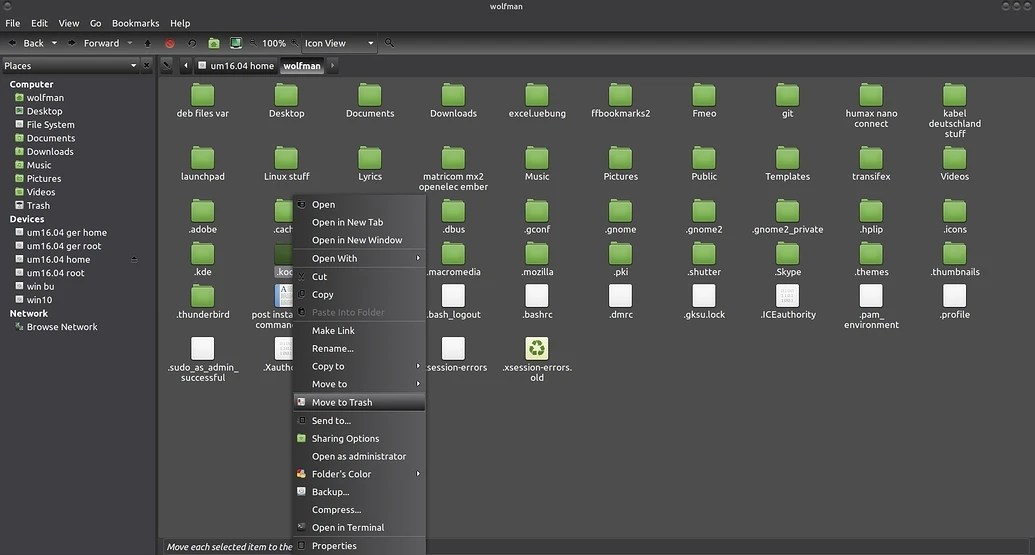 wolfman
File Edit View Go Bookmarks Help
Back Forward 100% Icon View
Places um16.04 home wolfman
Computer
wolfman
Desktop
File System
Documents
Downloads
Music
Pictures
Videos
Trash
Devices
um16.04 ger home
um16.04 ger root
um16.04 home
um16.04 root
win bu
win10
Network
Browse Network
deb files var Desktop Documents Downloads excel.uebung ffbookmarks2 Fmeo git humax nano kabel
connect deutschland
stuff
launchpad Linux stuff Lyrics matricom mx2 Music Pictures Public Templates transifex Videos
openelec ember
.adobe .cach .dbus .gconf .gnome .gnome2 .gnome2_private .hplip .icons
.kde .kod .macromedia .mozilla .pki .shutter .Skype .themes .thumbnails
.thunderbird post insta .bash_logout .bashrc .dmrc .gksu.lock .ICEauthority .pam_ .profile
comman environment
.sudo_as_admin_ .Xautho session-errors .xsession-errors.
successful old
Open
Open in New Tab
Open in New Window
Open With
Cut
Copy
Paste Into Folder
Make Link
Rename...
Copy to
Move to
Move to Trash
Send to...
Sharing Options
Open as administrator
Folder's Color
Backup...
Compress...
Open in Terminal
Properties
Move each selected item to the